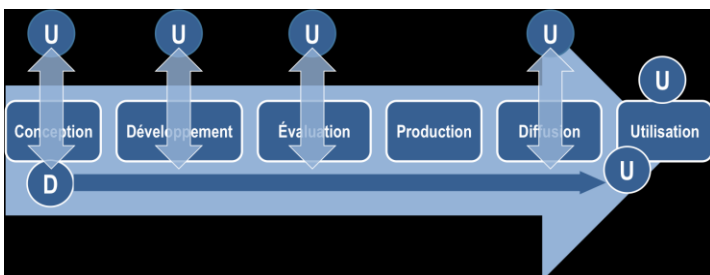 U U U U
U
Conception Développement Évaluation Production Diffusion Utilisation
D U